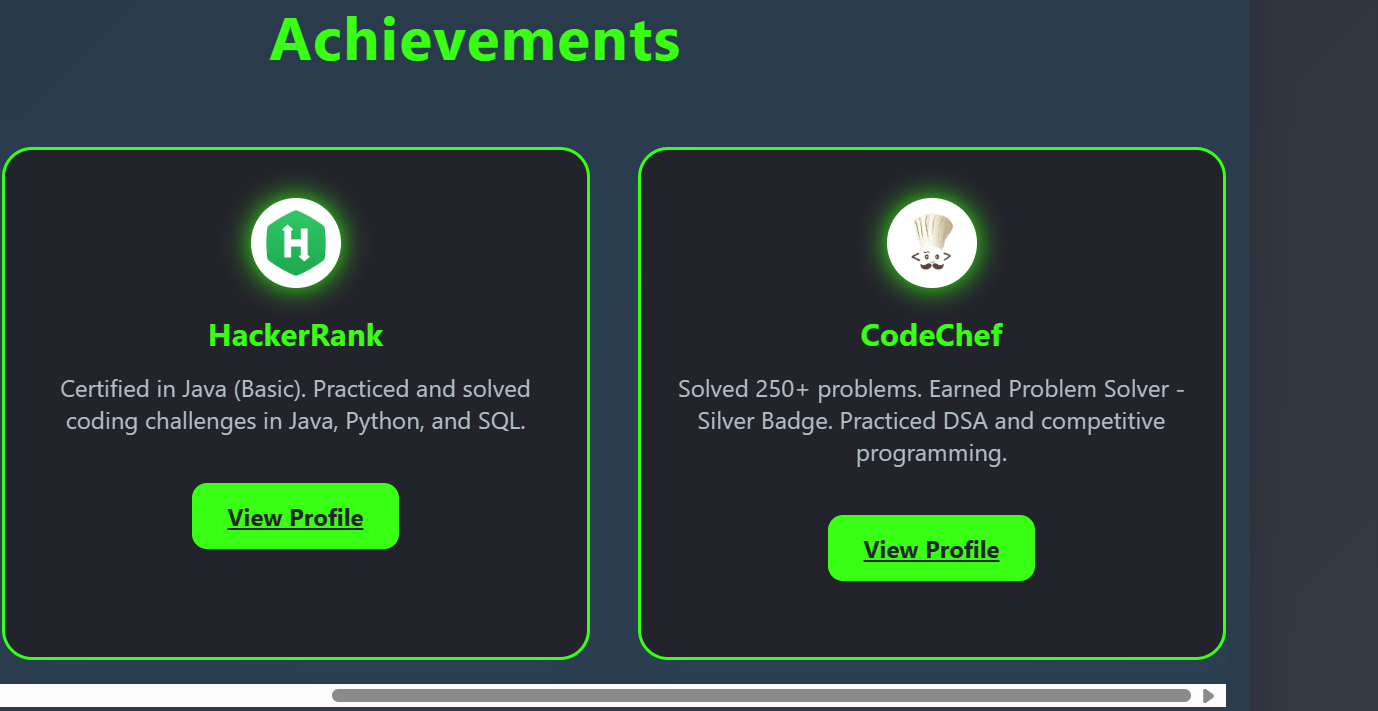 Achievements
H
HackerRank
Certified in Java (Basic). Practiced and solved
coding challenges in Java, Python, and SQL.
View Profile
CodeChef
Solved 250+ problems. Earned Problem Solver -
Silver Badge. Practiced DSA and competitive
programming.
View Profile